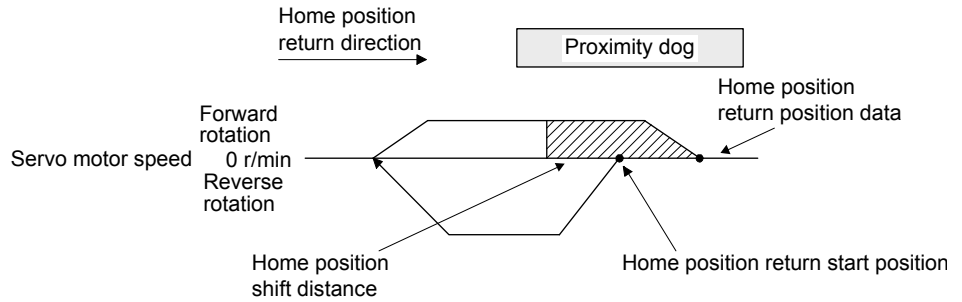 Home position
return direction
Proximity dog
Home position
return position data
Forward
rotation
Servo motor speed 0 r/min
Reverse
rotation
Home position
shift distance
Home position return start position